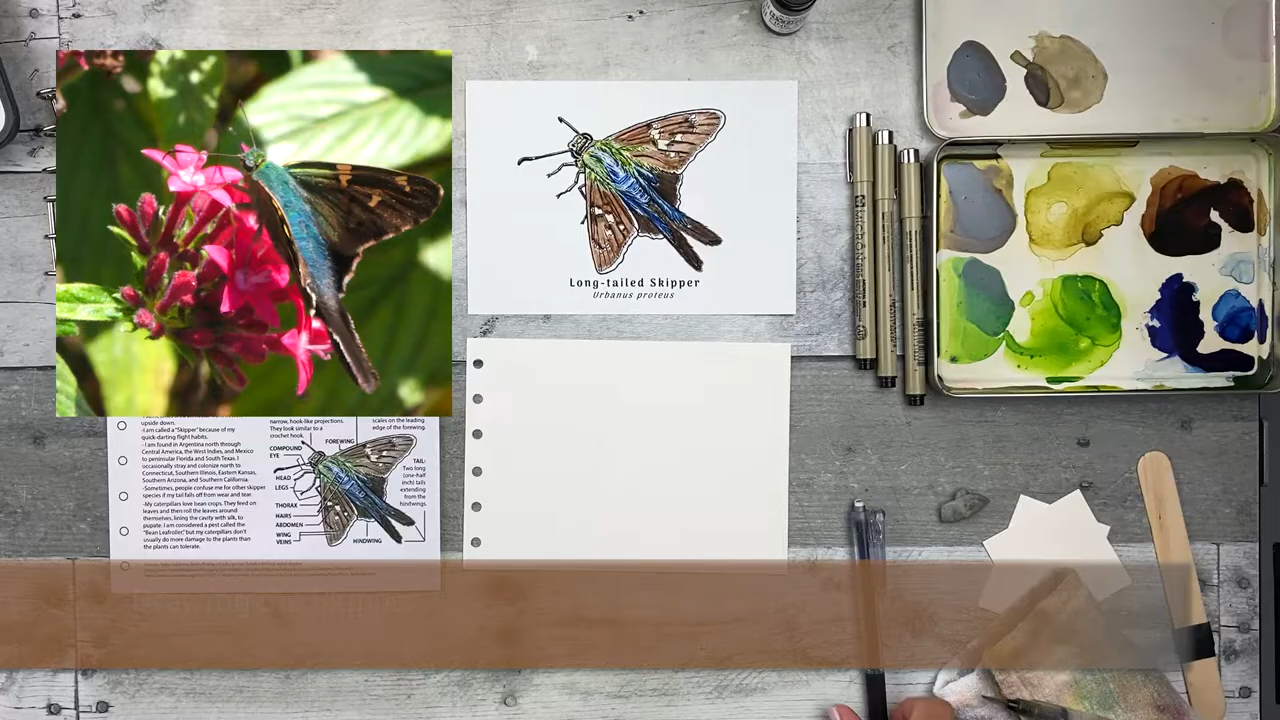 Long-tailed Skipper
Urbanus proteus
upside down.
-I am called a "Skipper" because of my
quick-darting flight habits.
-I am found in Argentina north through
Central America, the West Indies, and Mexico
to peninsular Florida and South Texas. I
occasionally stray and colonize north to
Connecticut, Southern Illinois, Eastern Kansas,
Southern Arizona, and Southern California.
-Sometimes, people confuse me for other skipper
species if my tail falls off from wear and tear.
-My caterpillars love bean crops. They feed on
leaves and then roll the leaves around
themselves, lining the cavity with silk, to
pupate. I am considered a pest called the
"Bean Leafroller," but my caterpillars don't
usually do more damage to the plants than
the plants can tolerate.
narrow, hook-like projections.
They look similar to a
crochet hook.
scales on the leading
edge of the forewing.
FOREWING
COMPOUND
EYE
HEAD
LEGS
THORAX
HAIRS
ABDOMEN
WING
VEINS
HINDWING
TAIL:
Two long
(one-half
inch) tails
extending
from the
hindwings.
MICRON